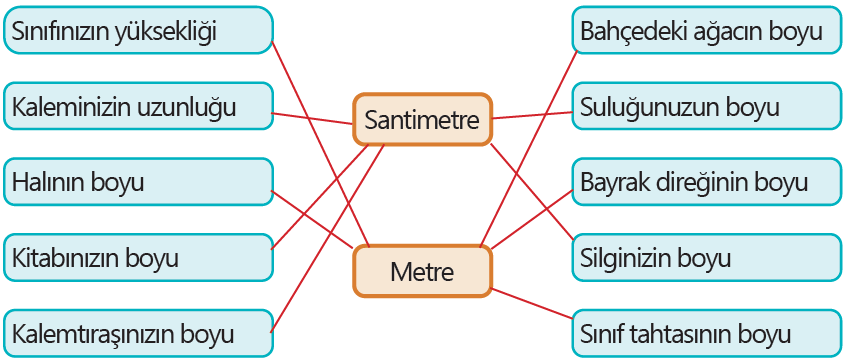 Sınıfınızın yüksekliği
Kaleminizin uzunluğu
Halının boyu
Kitabınızın boyu
Kalemtıraşınızın boyu
Santimetre
Metre
Bahçedeki ağacın boyu
Suluğunuzun boyu
Bayrak direğinin boyu
Silginizin boyu
Sınıf tahtasının boyu